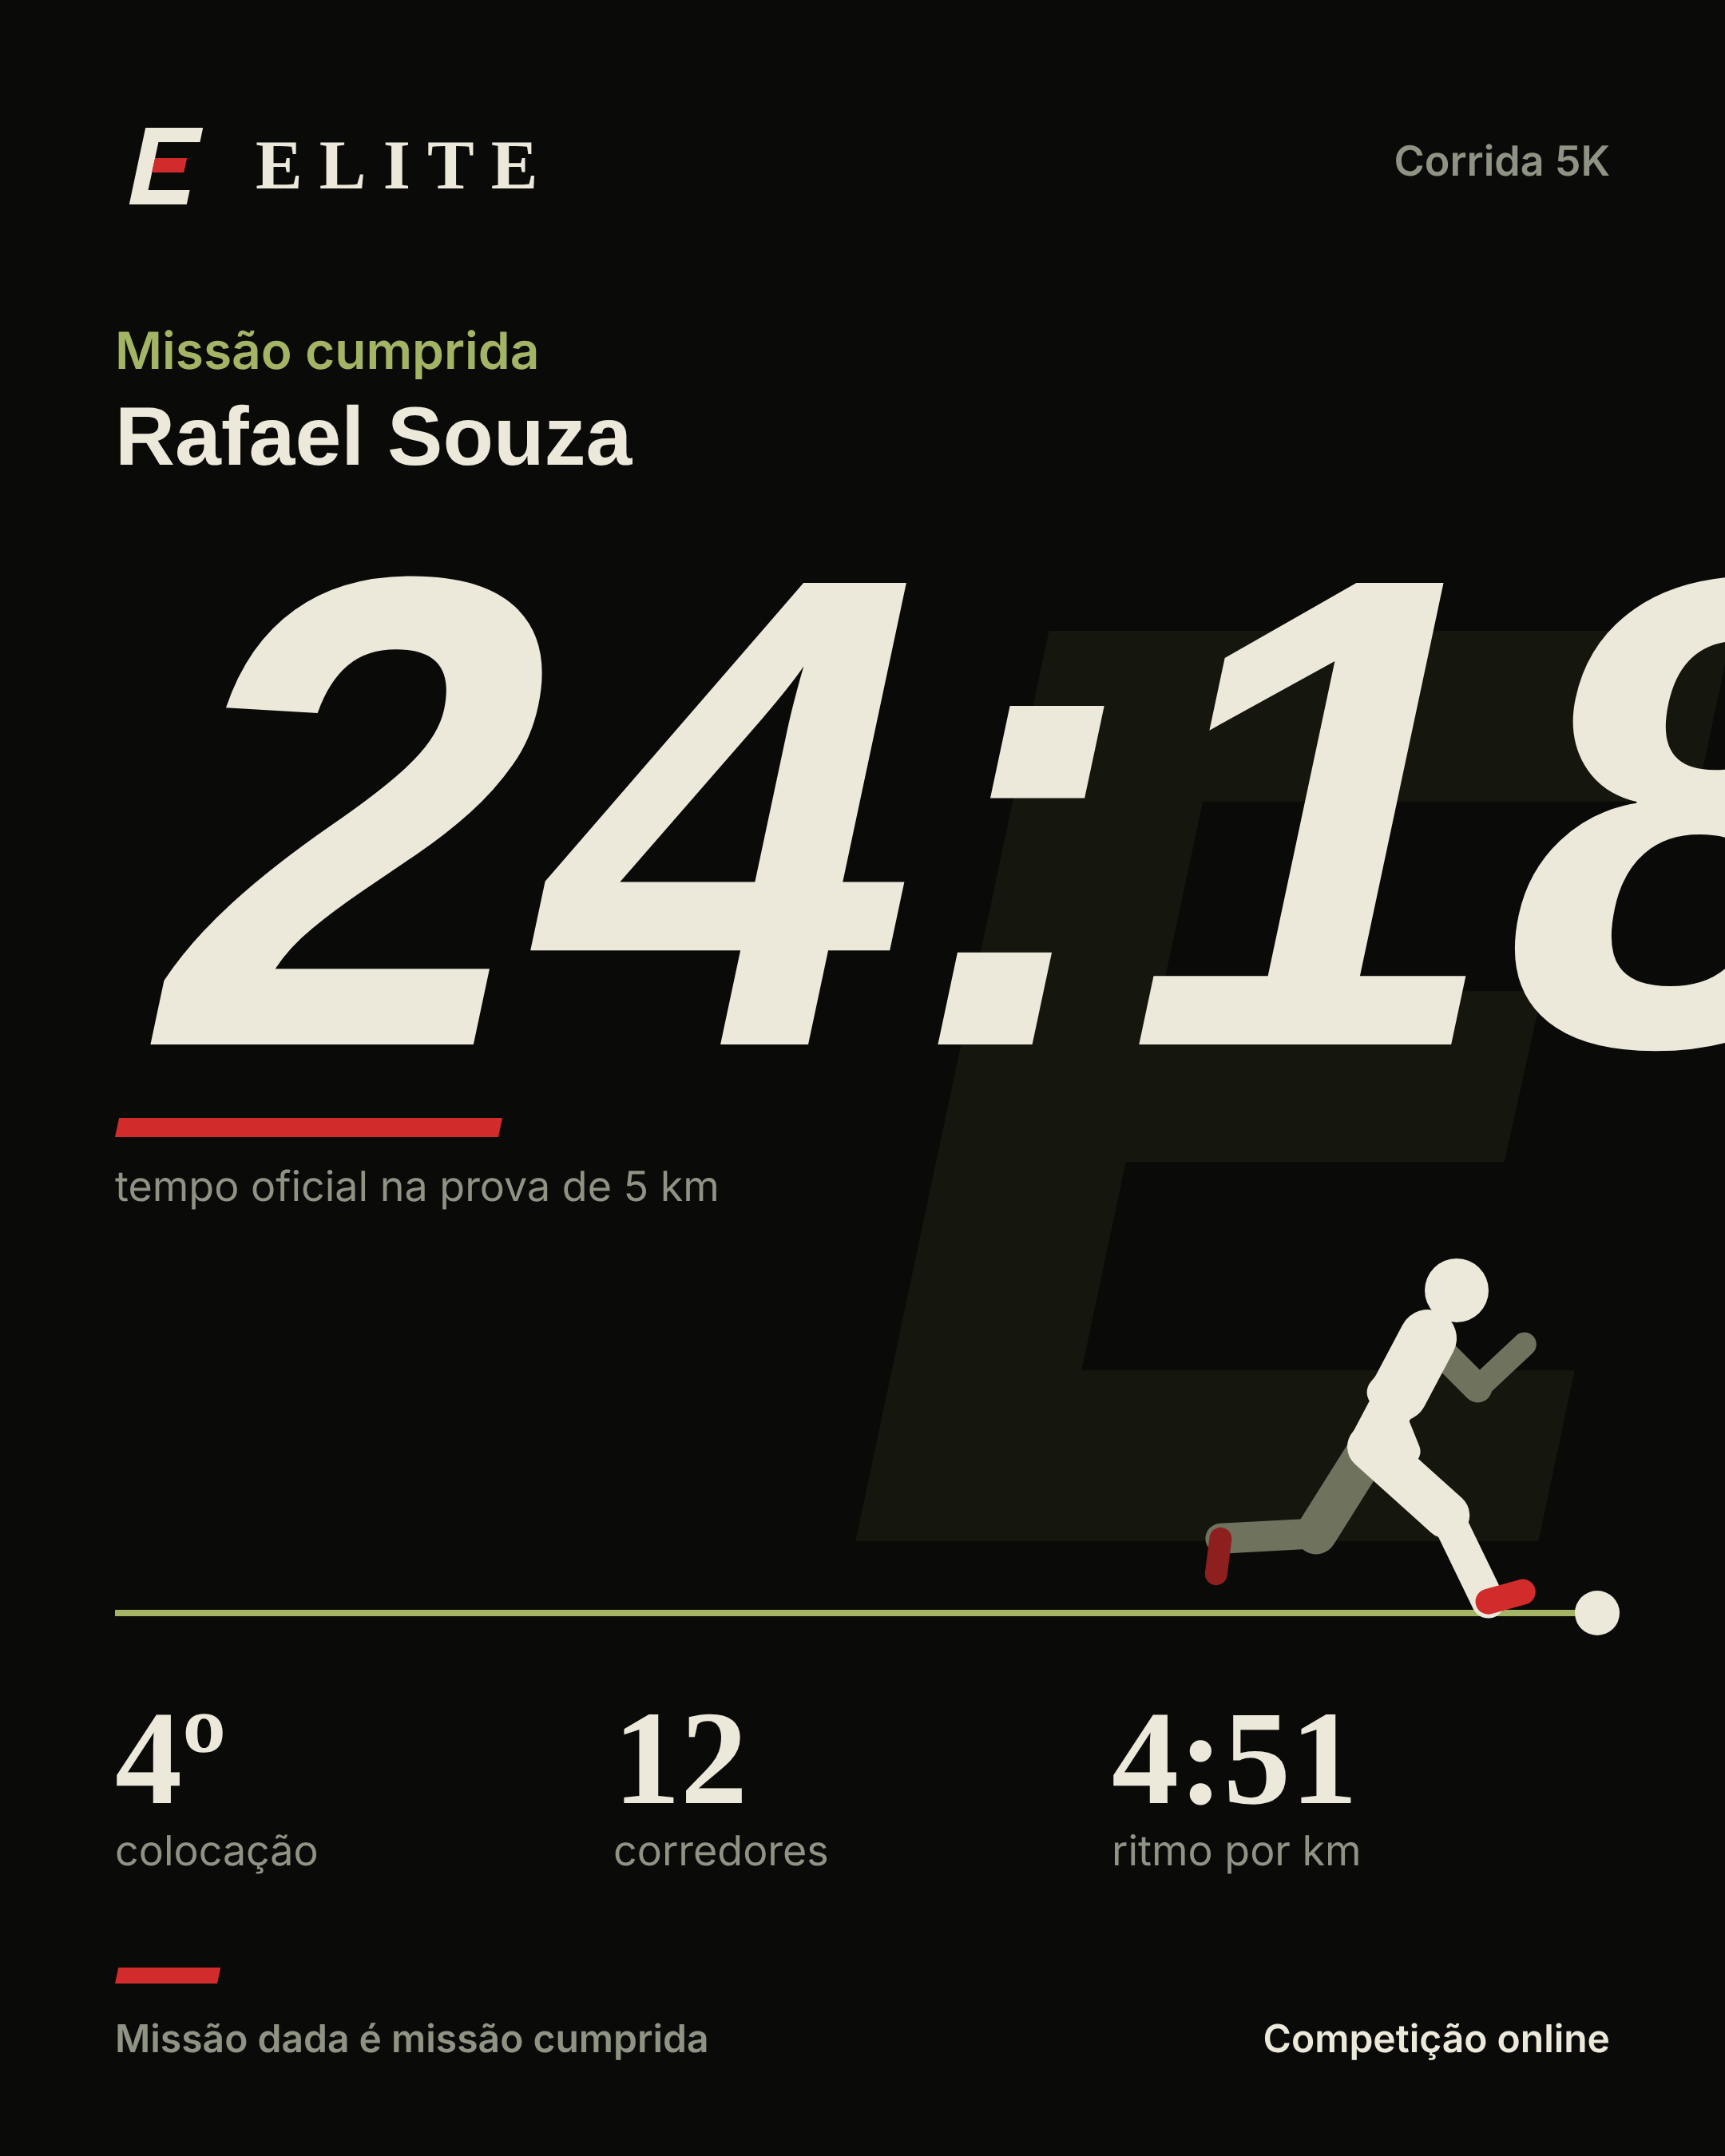 E ELITE
Corrida 5K
Missão cumprida
Rafael Souza
24:18
tempo oficial na prova de 5 km
4º
12
4:51
colocação
corredores
ritmo por km
Missão dada é missão cumprida
Competição online